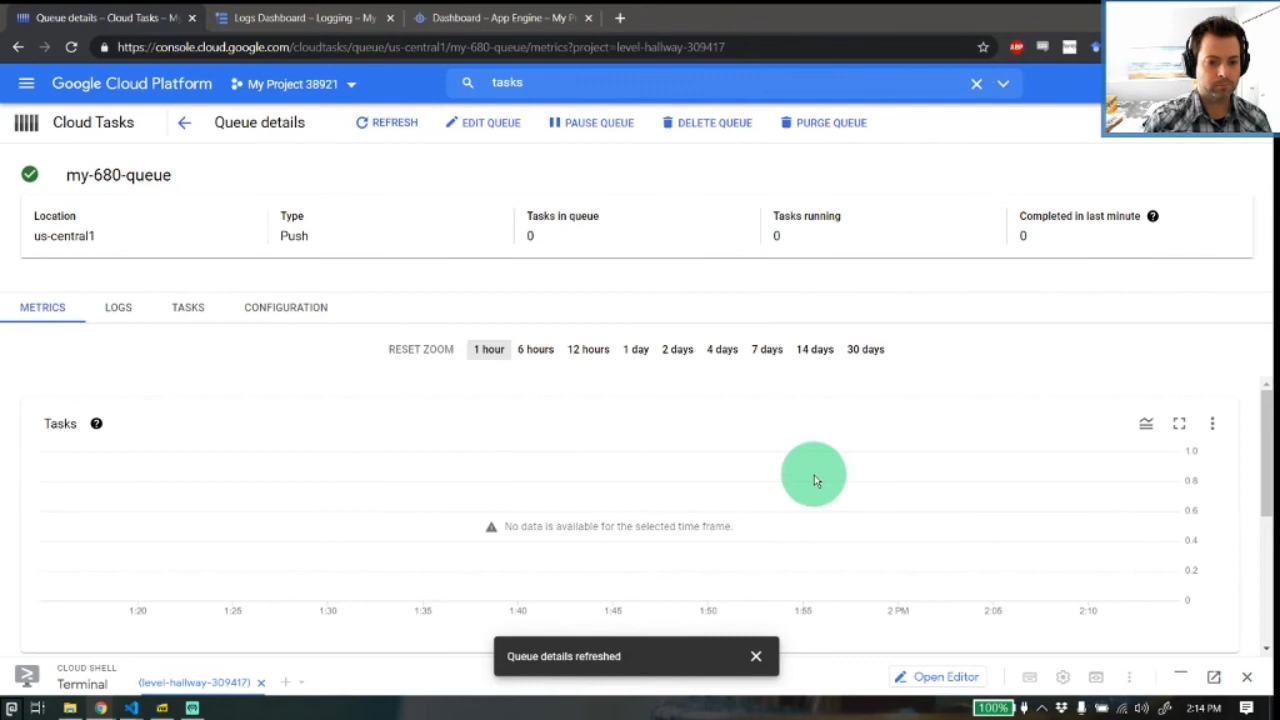 Queue details – Cloud Tasks – My
Logs Dashboard – Logging – My
Dashboard – App Engine – My P
https://console.cloud.google.com/cloudtasks/queue/us-central1/my-680-queue/metrics?project=level-hallway-309417
ABP
Google Cloud Platform
My Project 38921
tasks
Cloud Tasks
Queue details
REFRESH
EDIT QUEUE
PAUSE QUEUE
DELETE QUEUE
PURGE QUEUE
my-680-queue
Location
Type
Tasks in queue
Tasks running
Completed in last minute
us-central1
Push
0
0
0
METRICS
LOGS
TASKS
CONFIGURATION
RESET ZOOM
1 hour
6 hours
12 hours
1 day
2 days
4 days
7 days
14 days
30 days
Tasks
1.0
0.8
0.6
No data is available for the selected time frame.
0.4
0.2
0
1:20
1:25
1:30
1:35
1:40
1:45
1:50
1:55
2 PM
2:05
2:10
Queue details refreshed
CLOUD SHELL
Terminal
(level-hallway-309417)
Open Editor
100%
2:14 PM